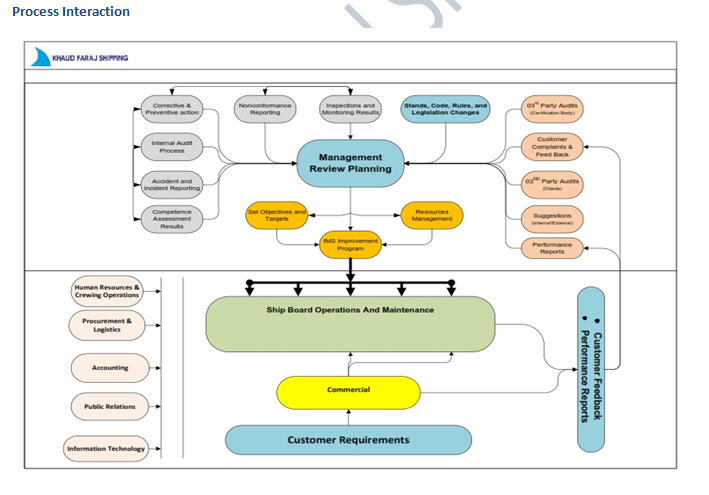 Process Interaction
KHALID FARAJ SHIPPING
Corrective &
Preventive action
Nonconformance
Reporting
Inspections and
Monitoring Results
Stands, Code, Rules, and
Legislation Changes
03rd Party Audits
(Certification Body)
Internal Audit
Process
Management
Review Planning
Customer
Complaints &
Feed Back
Accident and
Incident Reporting
02ND Party Audits
(Clients)
Competence
Assessment
Results
Set Objectives and
Targets
Resources
Management
Suggestions
(Internal/External)
IMS Improvement
Program
Performance
Reports
Human Resources &
Crewing Operations
Procurement &
Logistics
Accounting
Public Relations
Information Technology
Ship Board Operations And Maintenance
Commercial
Customer Requirements
• Customer Feedback
• Performance Reports